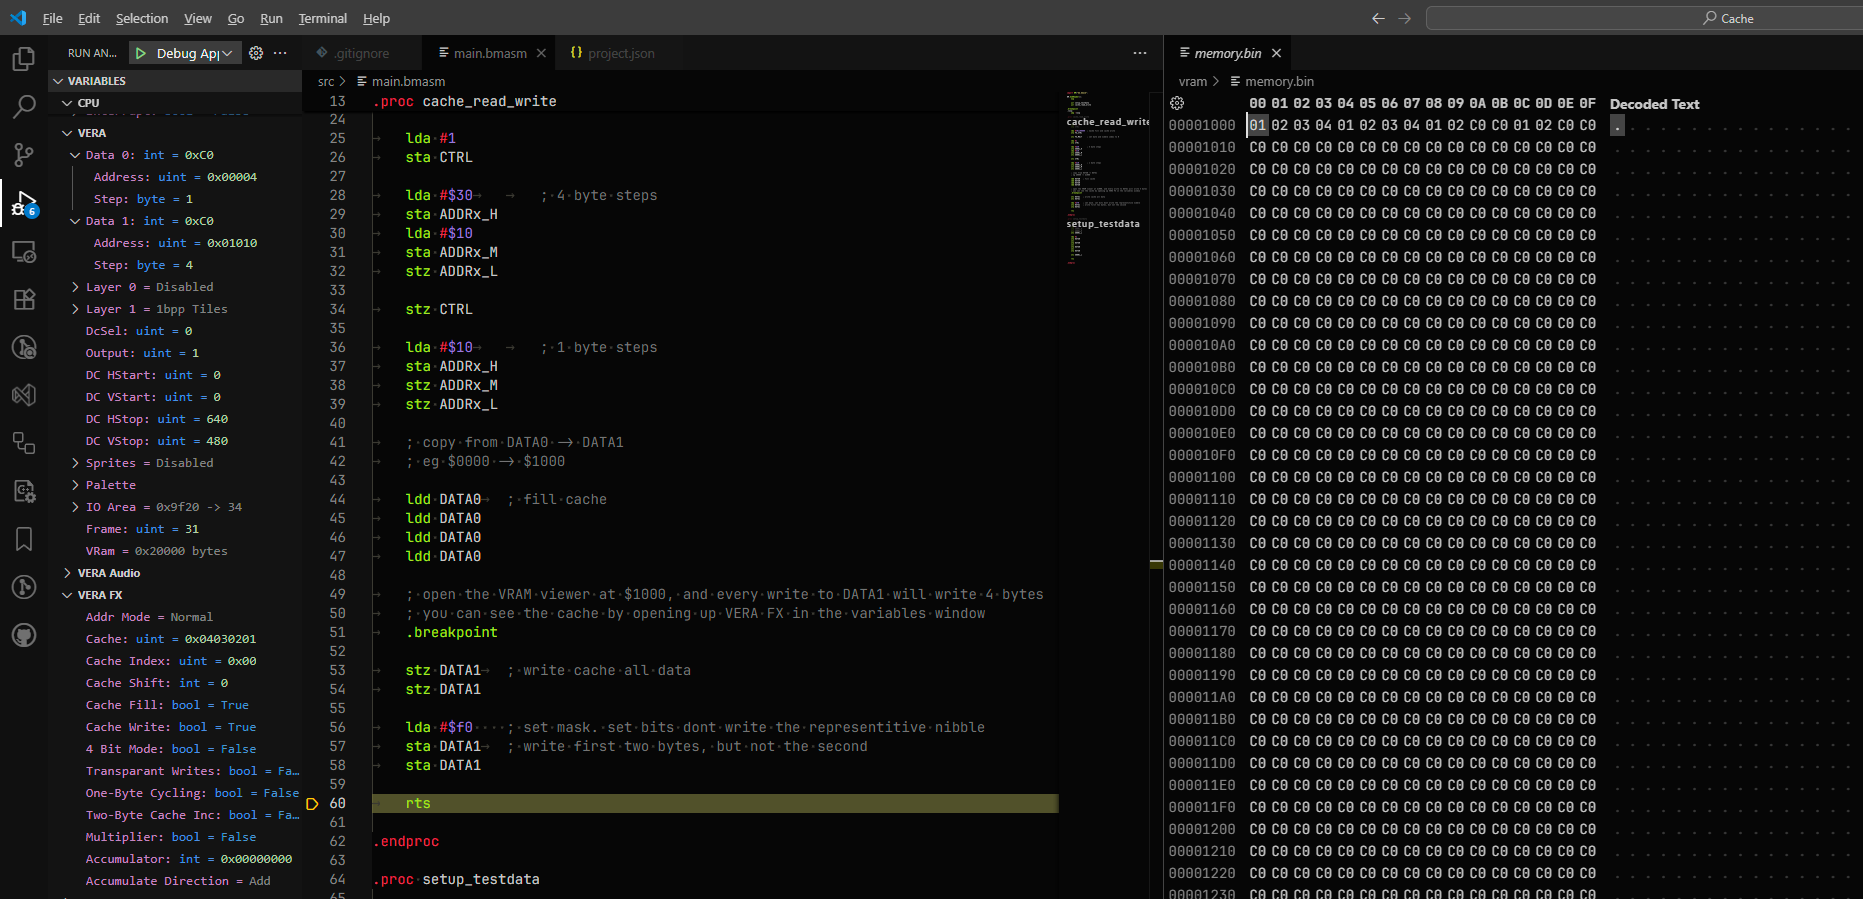 File Edit Selection View Go Run Terminal Help
Cache
RUN AN... Debug Ap
.gitignore
main.bmasm
{} project.json
memory.bin
VARIABLES
CPU
VERA
Data 0: int = 0xC0
Address: uint = 0x00004
Step: byte = 1
Data 1: int = 0xC0
Address: uint = 0x01010
Step: byte = 4
Layer 0 = Disabled
Layer 1 = 1bpp Tiles
DcSel: uint = 0
Output: uint = 1
DC HStart: uint = 0
DC VStart: uint = 0
DC HStop: uint = 640
DC VStop: uint = 480
Sprites = Disabled
Palette
IO Area = 0x9f20 -> 34
Frame: uint = 31
VRam = 0x20000 bytes
VERA Audio
VERA FX
Addr Mode = Normal
Cache: uint = 0x04030201
Cache Index: uint = 0x00
Cache Shift: int = 0
Cache Fill: bool = True
Cache Write: bool = True
4 Bit Mode: bool = False
Transparant Writes: bool = Fa...
One-Byte Cycling: bool = False
Two-Byte Cache Inc: bool = Fa...
Multiplier: bool = False
Accumulator: int = 0x00000000
Accumulate Direction = Add
6
src > main.bmasm
13 .proc cache_read_write
24
25 lda #1
26 sta CTRL
27
28 lda #$30 ; 4 byte steps
29 sta ADDRx_H
30 lda #$10
31 sta ADDRx_M
32 stz ADDRx_L
33
34 stz CTRL
35
36 lda #$10 ; 1 byte steps
37 sta ADDRx_H
38 stz ADDRx_M
39 stz ADDRx_L
40
41 ; copy from DATA0 -> DATA1
42 ; eg $0000 -> $1000
43
44 ldd DATA0 ; fill cache
45 ldd DATA0
46 ldd DATA0
47 ldd DATA0
48
49 ; open the VRAM viewer at $1000, and every write to DATA1 will write 4 bytes
50 ; you can see the cache by opening up VERA FX in the variables window
51 .breakpoint
52
53 stz DATA1 ; write cache all data
54 stz DATA1
55
56 lda #$f0 ; set mask. set bits dont write the representitive nibble
57 sta DATA1 ; write first two bytes, but not the second
58 sta DATA1
59
60 rts
61
62 .endproc
63
64 .proc setup_testdata
65
cache_read_write
setup_testdata
vram > memory.bin
00 01 02 03 04 05 06 07 08 09 0A 0B 0C 0D 0E 0F Decoded Text
00001000 01 02 03 04 01 02 03 04 01 02 C0 C0 01 02 C0 C0 . . . . . . . . . . . . . . . .
00001010 C0 C0 C0 C0 C0 C0 C0 C0 C0 C0 C0 C0 C0 C0 C0 C0 . . . . . . . . . . . . . . . .
00001020 C0 C0 C0 C0 C0 C0 C0 C0 C0 C0 C0 C0 C0 C0 C0 C0 . . . . . . . . . . . . . . . .
00001030 C0 C0 C0 C0 C0 C0 C0 C0 C0 C0 C0 C0 C0 C0 C0 C0 . . . . . . . . . . . . . . . .
00001040 C0 C0 C0 C0 C0 C0 C0 C0 C0 C0 C0 C0 C0 C0 C0 C0 . . . . . . . . . . . . . . . .
00001050 C0 C0 C0 C0 C0 C0 C0 C0 C0 C0 C0 C0 C0 C0 C0 C0 . . . . . . . . . . . . . . . .
00001060 C0 C0 C0 C0 C0 C0 C0 C0 C0 C0 C0 C0 C0 C0 C0 C0 . . . . . . . . . . . . . . . .
00001070 C0 C0 C0 C0 C0 C0 C0 C0 C0 C0 C0 C0 C0 C0 C0 C0 . . . . . . . . . . . . . . . .
00001080 C0 C0 C0 C0 C0 C0 C0 C0 C0 C0 C0 C0 C0 C0 C0 C0 . . . . . . . . . . . . . . . .
00001090 C0 C0 C0 C0 C0 C0 C0 C0 C0 C0 C0 C0 C0 C0 C0 C0 . . . . . . . . . . . . . . . .
000010A0 C0 C0 C0 C0 C0 C0 C0 C0 C0 C0 C0 C0 C0 C0 C0 C0 . . . . . . . . . . . . . . . .
000010B0 C0 C0 C0 C0 C0 C0 C0 C0 C0 C0 C0 C0 C0 C0 C0 C0 . . . . . . . . . . . . . . . .
000010C0 C0 C0 C0 C0 C0 C0 C0 C0 C0 C0 C0 C0 C0 C0 C0 C0 . . . . . . . . . . . . . . . .
000010D0 C0 C0 C0 C0 C0 C0 C0 C0 C0 C0 C0 C0 C0 C0 C0 C0 . . . . . . . . . . . . . . . .
000010E0 C0 C0 C0 C0 C0 C0 C0 C0 C0 C0 C0 C0 C0 C0 C0 C0 . . . . . . . . . . . . . . . .
000010F0 C0 C0 C0 C0 C0 C0 C0 C0 C0 C0 C0 C0 C0 C0 C0 C0 . . . . . . . . . . . . . . . .
00001100 C0 C0 C0 C0 C0 C0 C0 C0 C0 C0 C0 C0 C0 C0 C0 C0 . . . . . . . . . . . . . . . .
00001110 C0 C0 C0 C0 C0 C0 C0 C0 C0 C0 C0 C0 C0 C0 C0 C0 . . . . . . . . . . . . . . . .
00001120 C0 C0 C0 C0 C0 C0 C0 C0 C0 C0 C0 C0 C0 C0 C0 C0 . . . . . . . . . . . . . . . .
00001130 C0 C0 C0 C0 C0 C0 C0 C0 C0 C0 C0 C0 C0 C0 C0 C0 . . . . . . . . . . . . . . . .
00001140 C0 C0 C0 C0 C0 C0 C0 C0 C0 C0 C0 C0 C0 C0 C0 C0 . . . . . . . . . . . . . . . .
00001150 C0 C0 C0 C0 C0 C0 C0 C0 C0 C0 C0 C0 C0 C0 C0 C0 . . . . . . . . . . . . . . . .
00001160 C0 C0 C0 C0 C0 C0 C0 C0 C0 C0 C0 C0 C0 C0 C0 C0 . . . . . . . . . . . . . . . .
00001170 C0 C0 C0 C0 C0 C0 C0 C0 C0 C0 C0 C0 C0 C0 C0 C0 . . . . . . . . . . . . . . . .
00001180 C0 C0 C0 C0 C0 C0 C0 C0 C0 C0 C0 C0 C0 C0 C0 C0 . . . . . . . . . . . . . . . .
00001190 C0 C0 C0 C0 C0 C0 C0 C0 C0 C0 C0 C0 C0 C0 C0 C0 . . . . . . . . . . . . . . . .
000011A0 C0 C0 C0 C0 C0 C0 C0 C0 C0 C0 C0 C0 C0 C0 C0 C0 . . . . . . . . . . . . . . . .
000011B0 C0 C0 C0 C0 C0 C0 C0 C0 C0 C0 C0 C0 C0 C0 C0 C0 . . . . . . . . . . . . . . . .
000011C0 C0 C0 C0 C0 C0 C0 C0 C0 C0 C0 C0 C0 C0 C0 C0 C0 . . . . . . . . . . . . . . . .
000011D0 C0 C0 C0 C0 C0 C0 C0 C0 C0 C0 C0 C0 C0 C0 C0 C0 . . . . . . . . . . . . . . . .
000011E0 C0 C0 C0 C0 C0 C0 C0 C0 C0 C0 C0 C0 C0 C0 C0 C0 . . . . . . . . . . . . . . . .
000011F0 C0 C0 C0 C0 C0 C0 C0 C0 C0 C0 C0 C0 C0 C0 C0 C0 . . . . . . . . . . . . . . . .
00001200 C0 C0 C0 C0 C0 C0 C0 C0 C0 C0 C0 C0 C0 C0 C0 C0 . . . . . . . . . . . . . . . .
00001210 C0 C0 C0 C0 C0 C0 C0 C0 C0 C0 C0 C0 C0 C0 C0 C0 . . . . . . . . . . . . . . . .
00001220 C0 C0 C0 C0 C0 C0 C0 C0 C0 C0 C0 C0 C0 C0 C0 C0 . . . . . . . . . . . . . . . .
00001230 C0 C0 C0 C0 C0 C0 C0 C0 C0 C0 C0 C0 C0 C0 C0 C0 . . . . . . . . . . . . . . . .